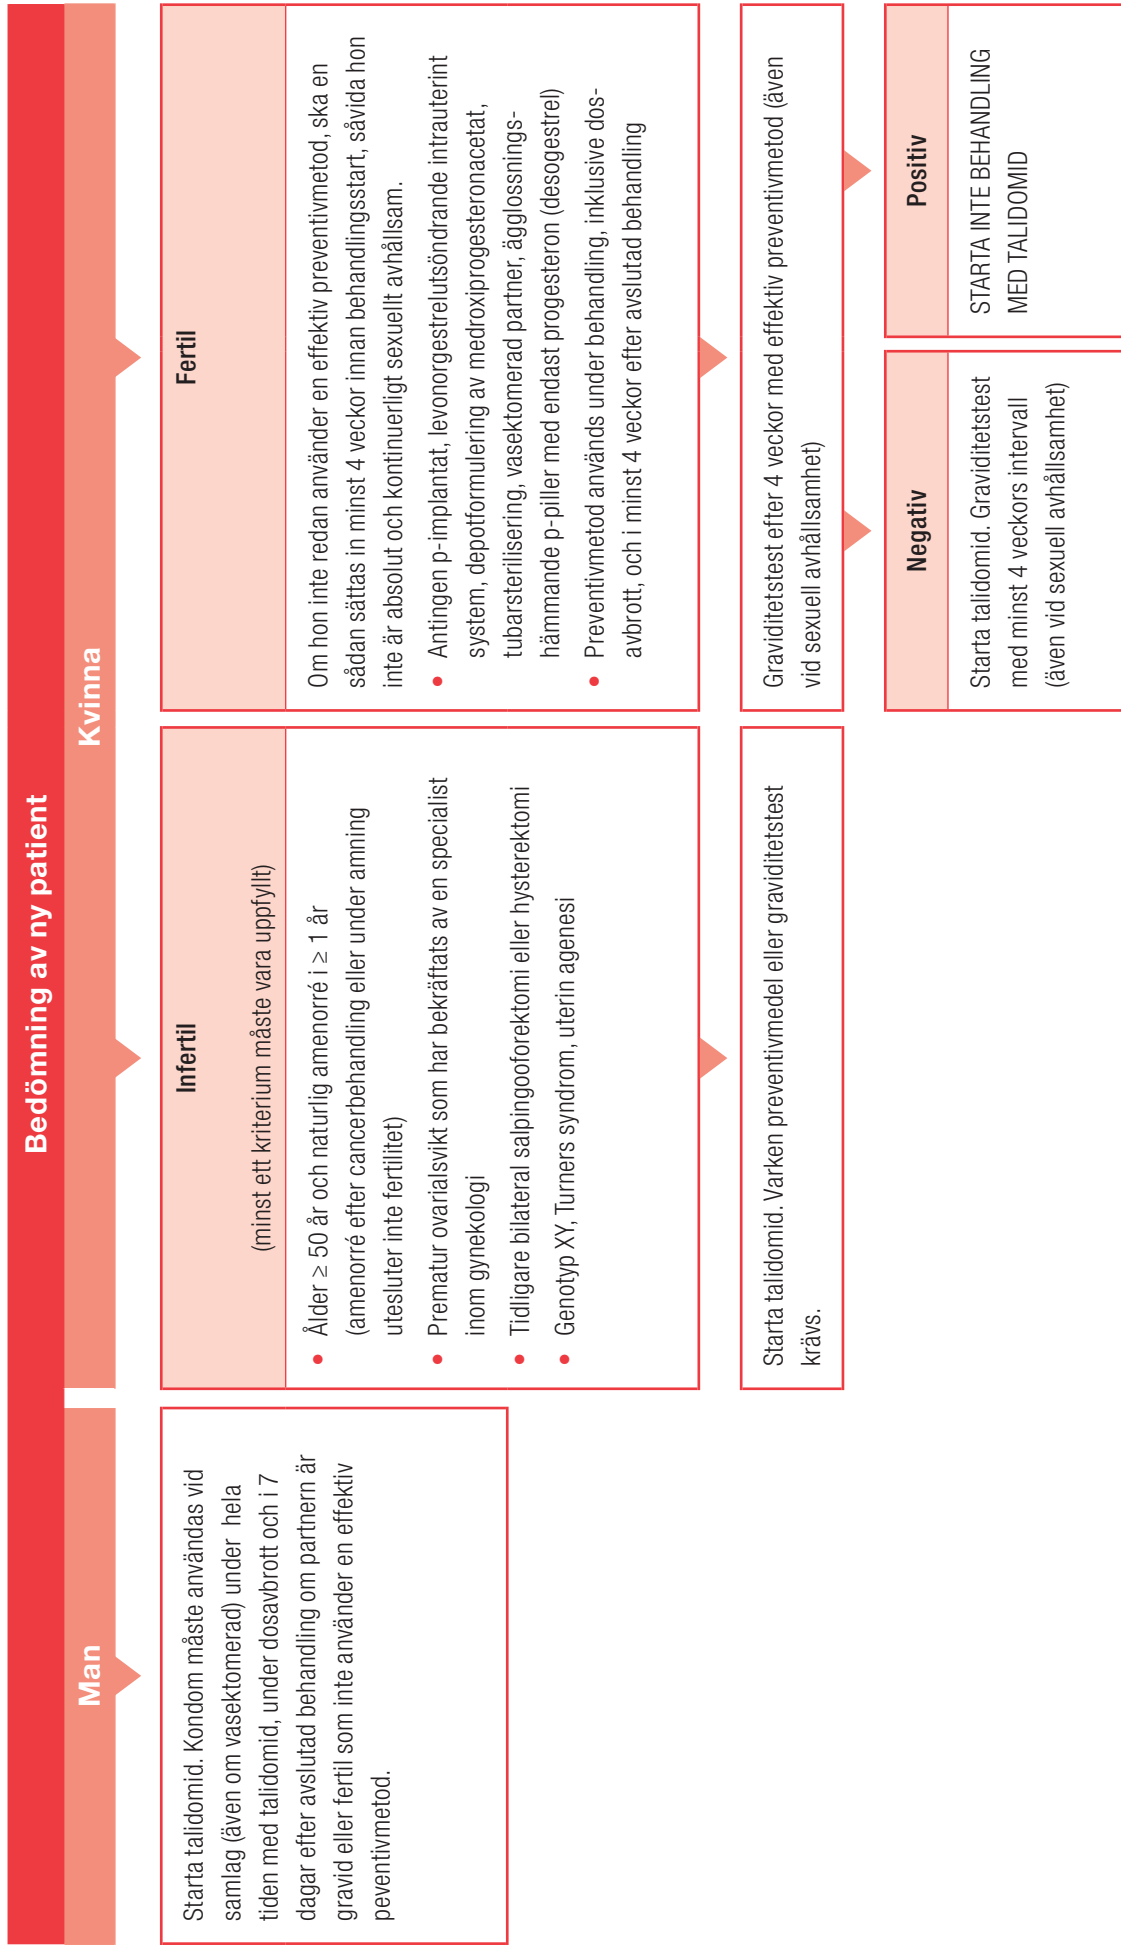 Bedömning av ny patient
Man
Kvinna
Starta talidomid. Kondom måste användas vid
samlag (även om vasektomerad) under hela
tiden med talidomid, under dosavbrott och i 7
dagar efter avslutad behandling om partnern är
gravid eller fertil som inte använder en effektiv
peventivmetod.
Infertil
(minst ett kriterium måste vara uppfyllt)
• Ålder ≥ 50 år och naturlig amenorré i ≥ 1 år
(amenorré efter cancerbehandling eller under amning
utesluter inte fertilitet)
• Prematur ovarialsvikt som har bekräftats av en specialist
inom gynekologi
• Tidligare bilateral salpingooforektomi eller hysterektomi
• Genotyp XY, Turners syndrom, uterin agenesi
Starta talidomid. Varken preventivmedel eller graviditetstest
krävs.
Fertil
Om hon inte redan använder en effektiv preventivmetod, ska en
sådan sättas in minst 4 veckor innan behandlingsstart, såvida hon
inte är absolut och kontinuerligt sexuellt avhållsam.
• Antingen p-implantat, levonorgestrelutsöndrande intrauterint
system, depotformulering av medroxiprogesteronacetat,
tubarsterilisering, vasektomerad partner, ägglossnings-
hämmande p-piller med endast progesteron (desogestrel)
• Preventivmetod används under behandling, inklusive dos-
avbrott, och i minst 4 veckor efter avslutad behandling
Graviditetstest efter 4 veckor med effektiv preventivmetod (även
vid sexuell avhållsamhet)
Negativ
Starta talidomid. Graviditetstest
med minst 4 veckors intervall
(även vid sexuell avhållsamhet)
Positiv
STARTA INTE BEHANDLING
MED TALIDOMID